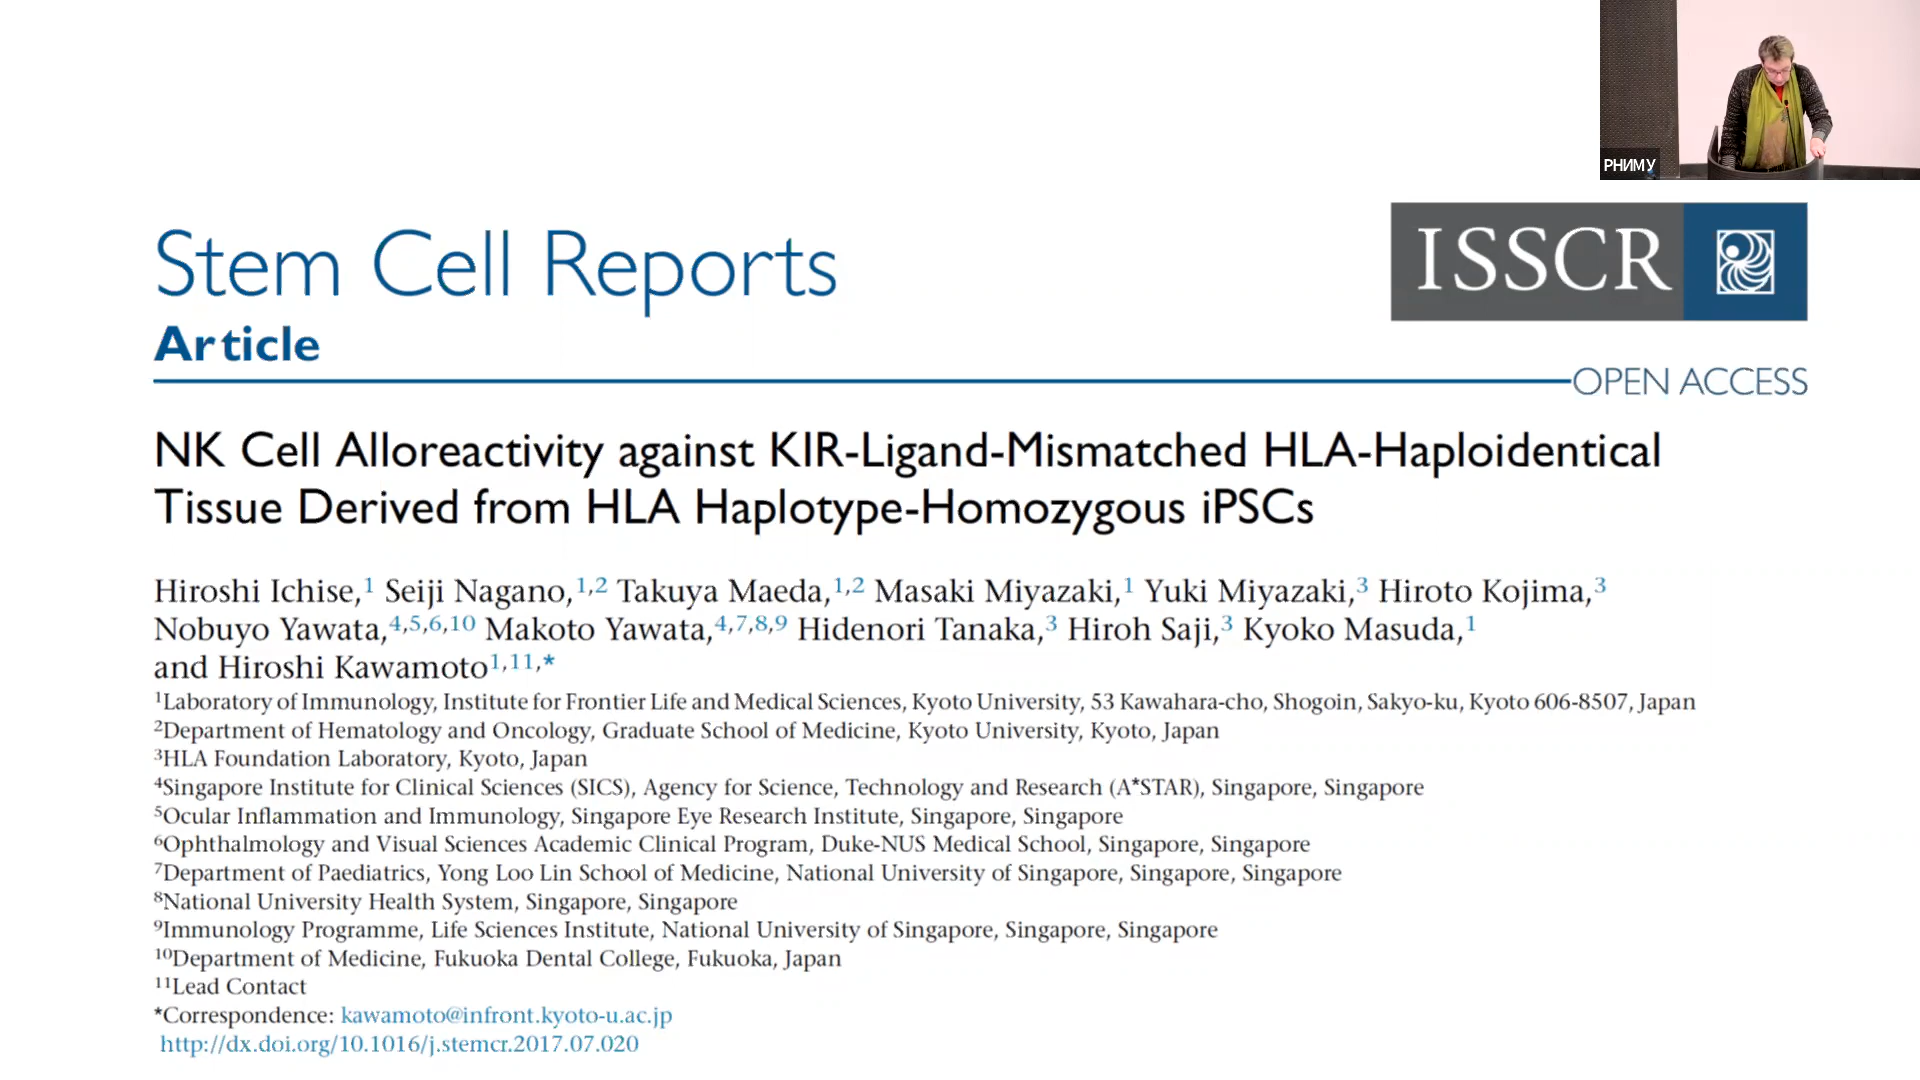 РНИМУ
Stem Cell Reports
ISSCR
Article
OPEN ACCESS
NK Cell Alloreactivity against KIR-Ligand-Mismatched HLA-Haploidentical
Tissue Derived from HLA Haplotype-Homozygous iPSCs
Hiroshi Ichise,1 Seiji Nagano,1,2 Takuya Maeda,1,2 Masaki Miyazaki,1 Yuki Miyazaki,3 Hiroto Kojima,3
Nobuyo Yawata,4,5,6,10 Makoto Yawata,4,7,8,9 Hidenori Tanaka,3 Hiroh Saji,3 Kyoko Masuda,1
and Hiroshi Kawamoto1,11,*
1Laboratory of Immunology, Institute for Frontier Life and Medical Sciences, Kyoto University, 53 Kawahara-cho, Shogoin, Sakyo-ku, Kyoto 606-8507, Japan
2Department of Hematology and Oncology, Graduate School of Medicine, Kyoto University, Kyoto, Japan
3HLA Foundation Laboratory, Kyoto, Japan
4Singapore Institute for Clinical Sciences (SICS), Agency for Science, Technology and Research (A*STAR), Singapore, Singapore
5Ocular Inflammation and Immunology, Singapore Eye Research Institute, Singapore, Singapore
6Ophthalmology and Visual Sciences Academic Clinical Program, Duke-NUS Medical School, Singapore, Singapore
7Department of Paediatrics, Yong Loo Lin School of Medicine, National University of Singapore, Singapore, Singapore
8National University Health System, Singapore, Singapore
9Immunology Programme, Life Sciences Institute, National University of Singapore, Singapore, Singapore
10Department of Medicine, Fukuoka Dental College, Fukuoka, Japan
11Lead Contact
*Correspondence: kawamoto@infront.kyoto-u.ac.jp
http://dx.doi.org/10.1016/j.stemcr.2017.07.020